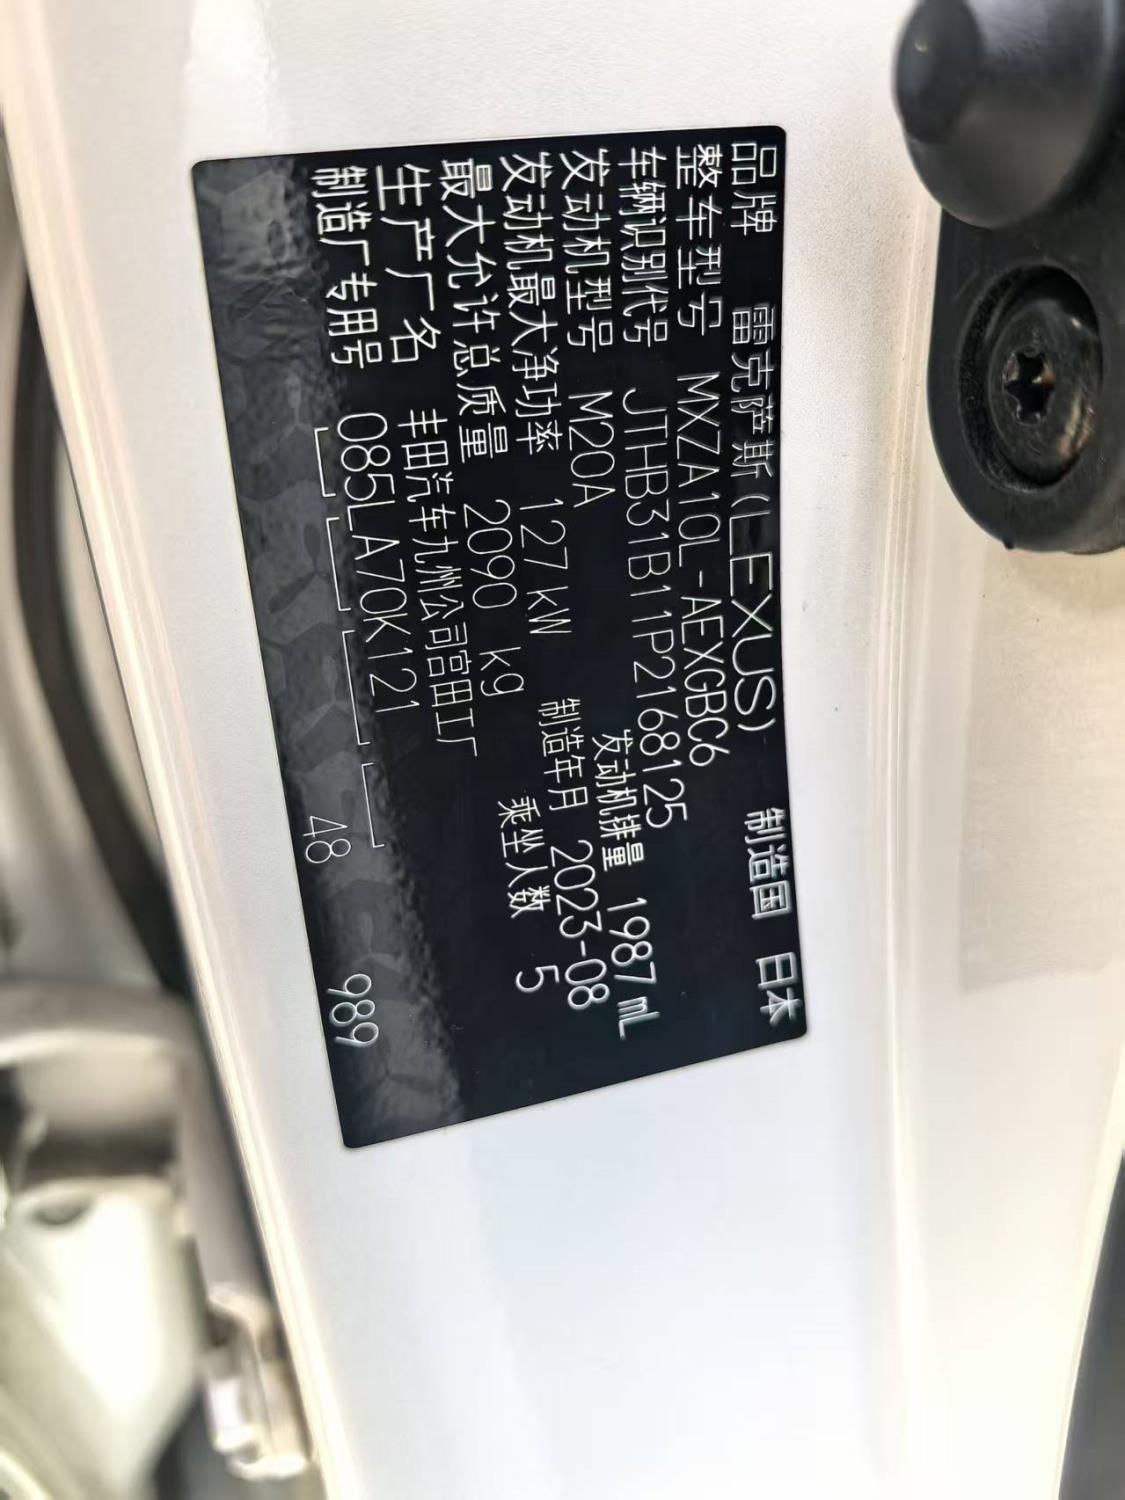 品牌 雷克萨斯(LEXUS) 制造国 日本
整车型号 MXZA10L-AEXGBC6
车辆识别代号 JTHB31B11P2168125
发动机型号 M20A 发动机排量 1987 mL
发动机最大净功率 127 kW 制造年月 2023-08
最大允许总质量 2090 kg 乘坐人数 5
生产厂名 丰田汽车九州公司宫田工厂
制造厂专用号 085LA70K121
48 989